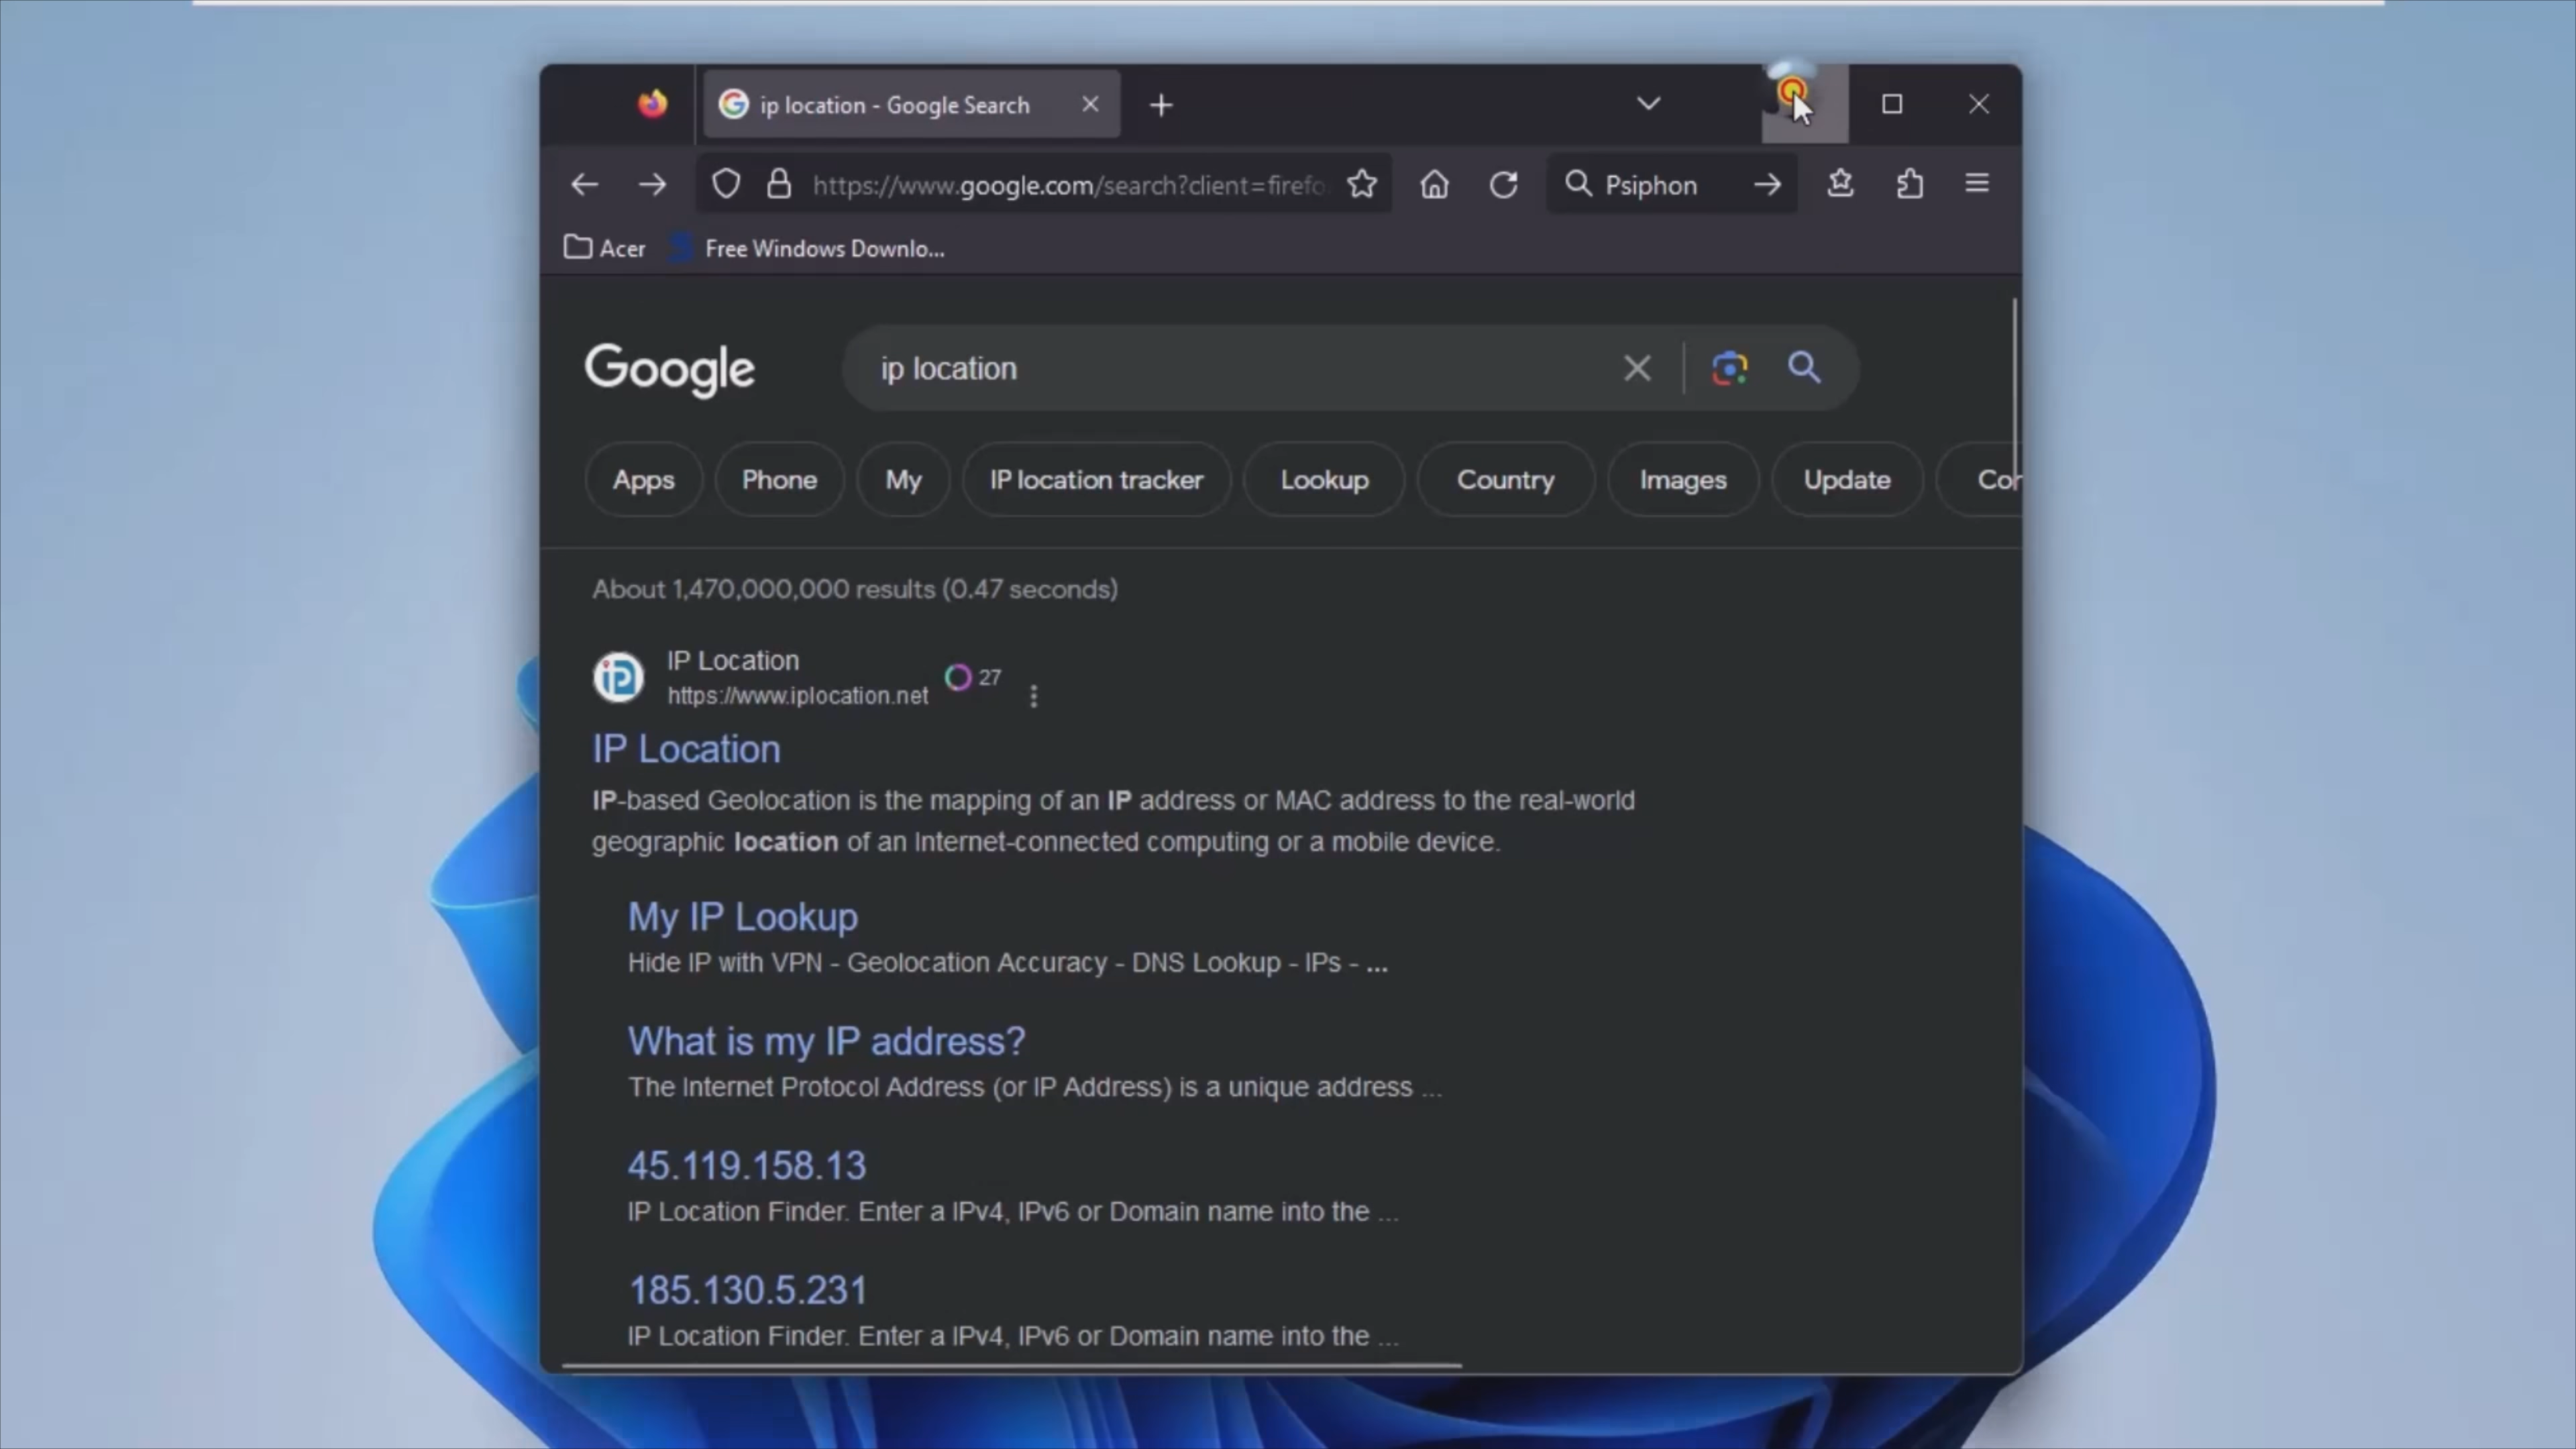 ip location - Google Search
https://www.google.com/search?client=firefo
Psiphon
Acer
Free Windows Downlo...
Google
ip location
Apps
Phone
My
IP location tracker
Lookup
Country
Images
Update
About 1,470,000,000 results (0.47 seconds)
IP Location
https://www.iplocation.net
27
IP Location
IP-based Geolocation is the mapping of an IP address or MAC address to the real-world
geographic location of an Internet-connected computing or a mobile device.
My IP Lookup
Hide IP with VPN - Geolocation Accuracy - DNS Lookup - IPs - ...
What is my IP address?
The Internet Protocol Address (or IP Address) is a unique address ...
45.119.158.13
IP Location Finder. Enter a IPv4, IPv6 or Domain name into the ...
185.130.5.231
IP Location Finder. Enter a IPv4, IPv6 or Domain name into the ...